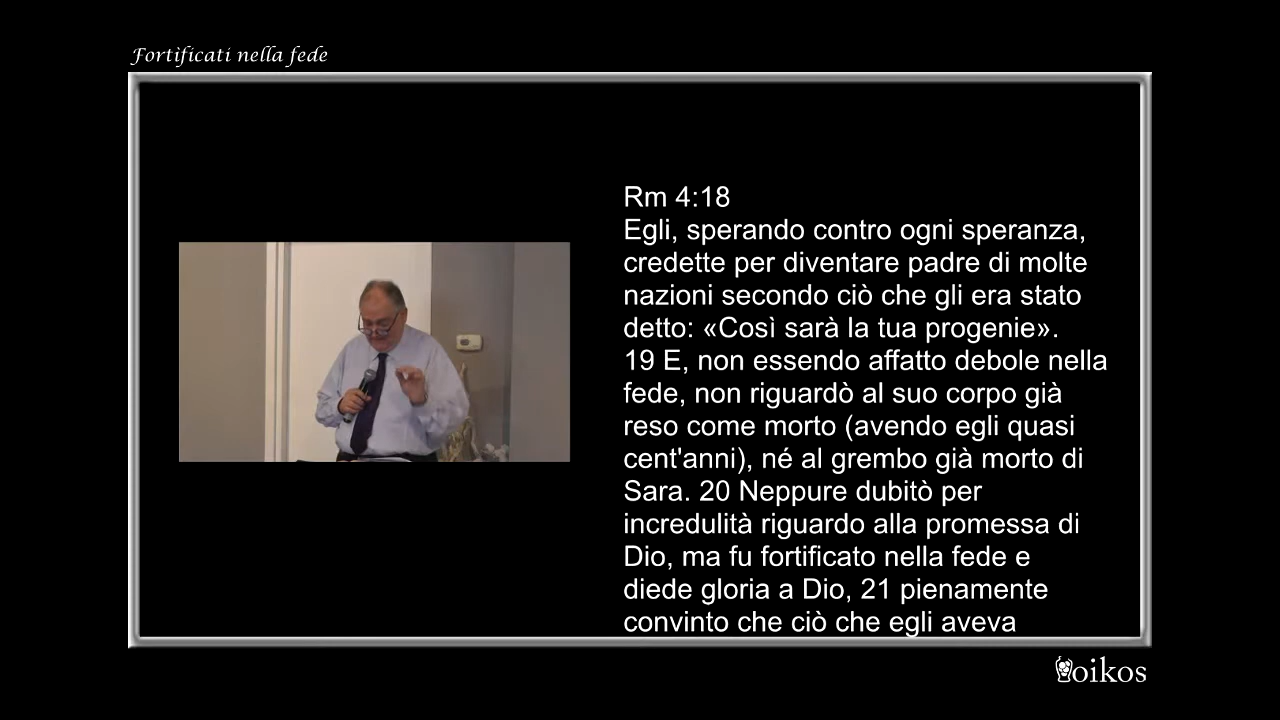 Fortificati nella fede
Rm 4:18
Egli, sperando contro ogni speranza,
credette per diventare padre di molte
nazioni secondo ciò che gli era stato
detto: «Così sarà la tua progenie».
19 E, non essendo affatto debole nella
fede, non riguardò al suo corpo già
reso come morto (avendo egli quasi
cent'anni), né al grembo già morto di
Sara. 20 Neppure dubitò per
incredulità riguardo alla promessa di
Dio, ma fu fortificato nella fede e
diede gloria a Dio, 21 pienamente
convinto che ciò che egli aveva
oikos